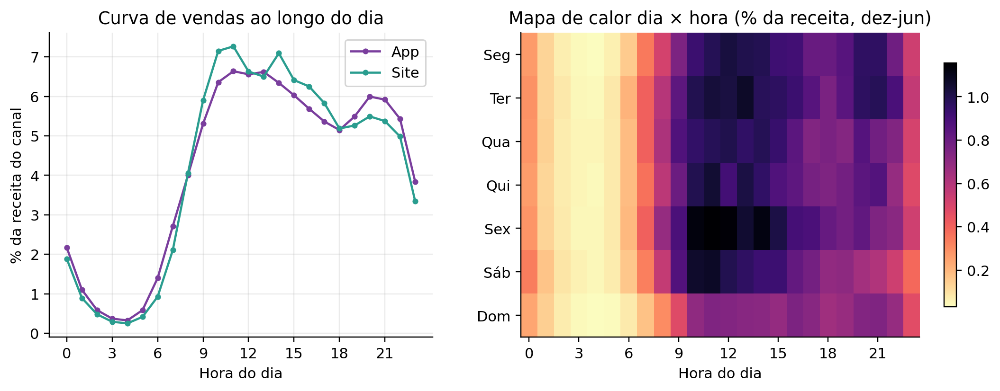 Curva de vendas ao longo do dia
App
Site
% da receita do canal
7
6
5
4
3
2
1
0
0 3 6 9 12 15 18 21
Hora do dia
Mapa de calor dia × hora (% da receita, dez-jun)
Seg
Ter
Qua
Qui
Sex
Sáb
Dom
0 3 6 9 12 15 18 21
Hora do dia
1.0
0.8
0.6
0.4
0.2